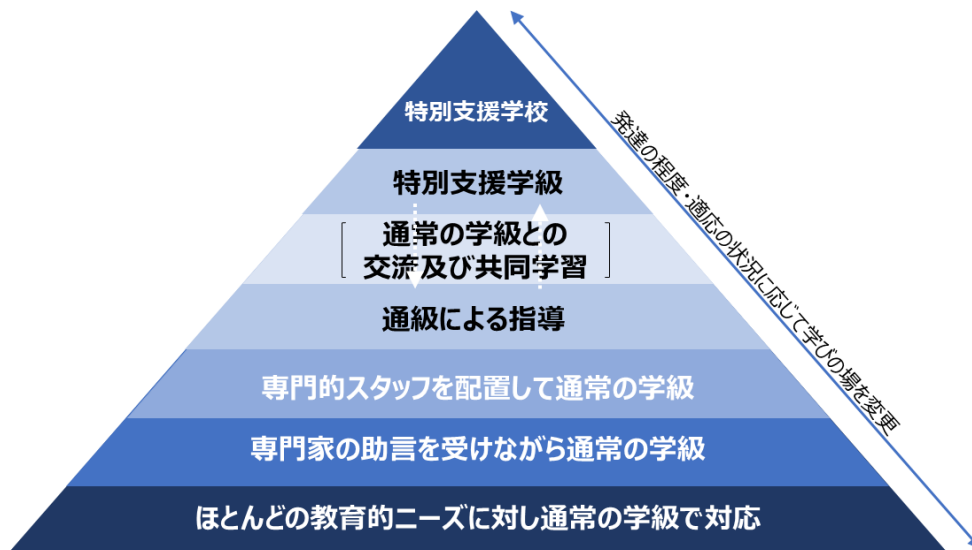 特別支援学校
特別支援学級
通常の学級との
交流及び共同学習
通級による指導
専門的スタッフを配置して通常の学級
専門家の助言を受けながら通常の学級
ほとんどの教育的ニーズに対し通常の学級で対応
発達の程度・適応の状況に応じて学びの場を変更